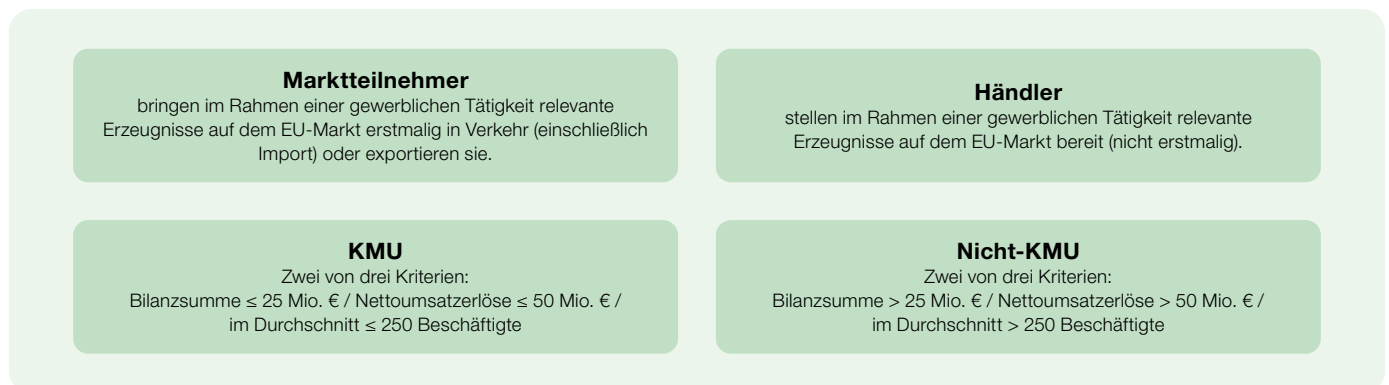 Marktteilnehmer
bringen im Rahmen einer gewerblichen Tätigkeit relevante
Erzeugnisse auf dem EU-Markt erstmalig in Verkehr (einschließlich
Import) oder exportieren sie.
Händler
stellen im Rahmen einer gewerblichen Tätigkeit relevante
Erzeugnisse auf dem EU-Markt bereit (nicht erstmalig).
KMU
Zwei von drei Kriterien:
Bilanzsumme ≤ 25 Mio. € / Nettoumsatzerlöse ≤ 50 Mio. € /
im Durchschnitt ≤ 250 Beschäftigte
Nicht-KMU
Zwei von drei Kriterien:
Bilanzsumme > 25 Mio. € / Nettoumsatzerlöse > 50 Mio. € /
im Durchschnitt > 250 Beschäftigte